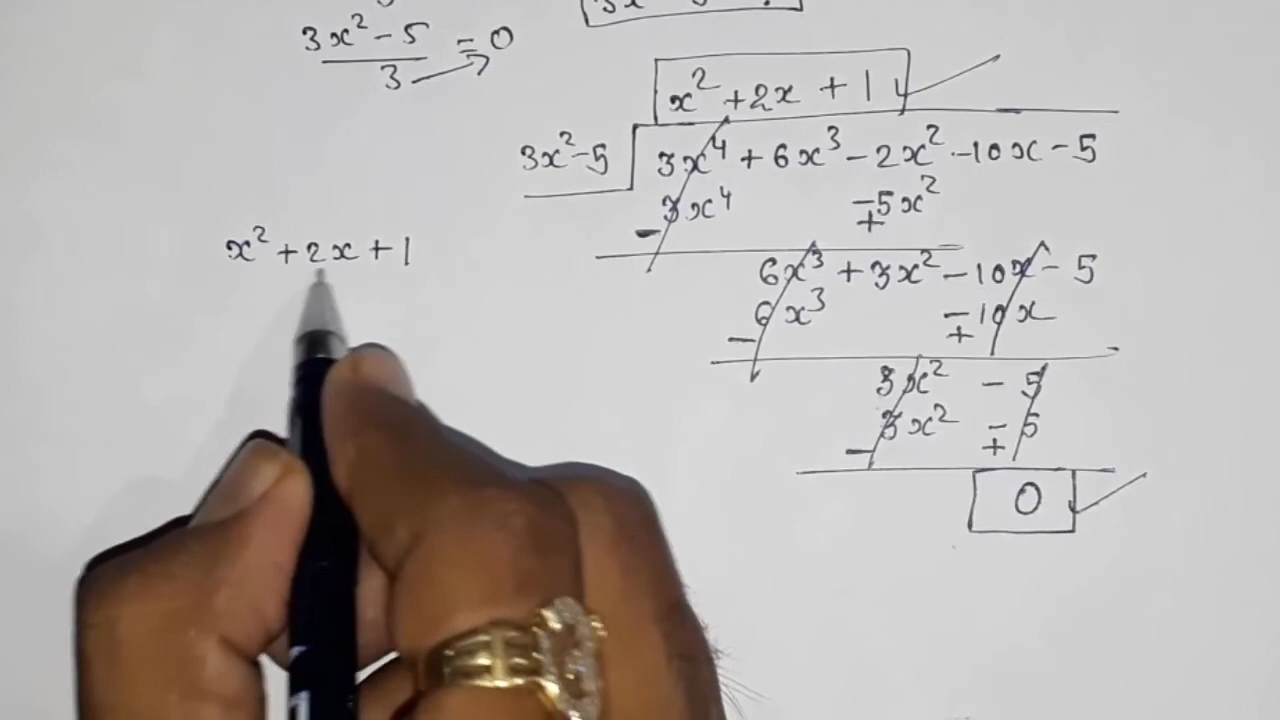 3x² - 5 = 0
3
x² + 2x + 1
3x² - 5 3x⁴ + 6x³ - 2x² - 10x - 5
- 3x⁴ -5x²
+
x² + 2x + 1
6x³ + 3x² - 10x - 5
- 6x³ -10x
+
3x² - 5
- 3x² - 5
+
0